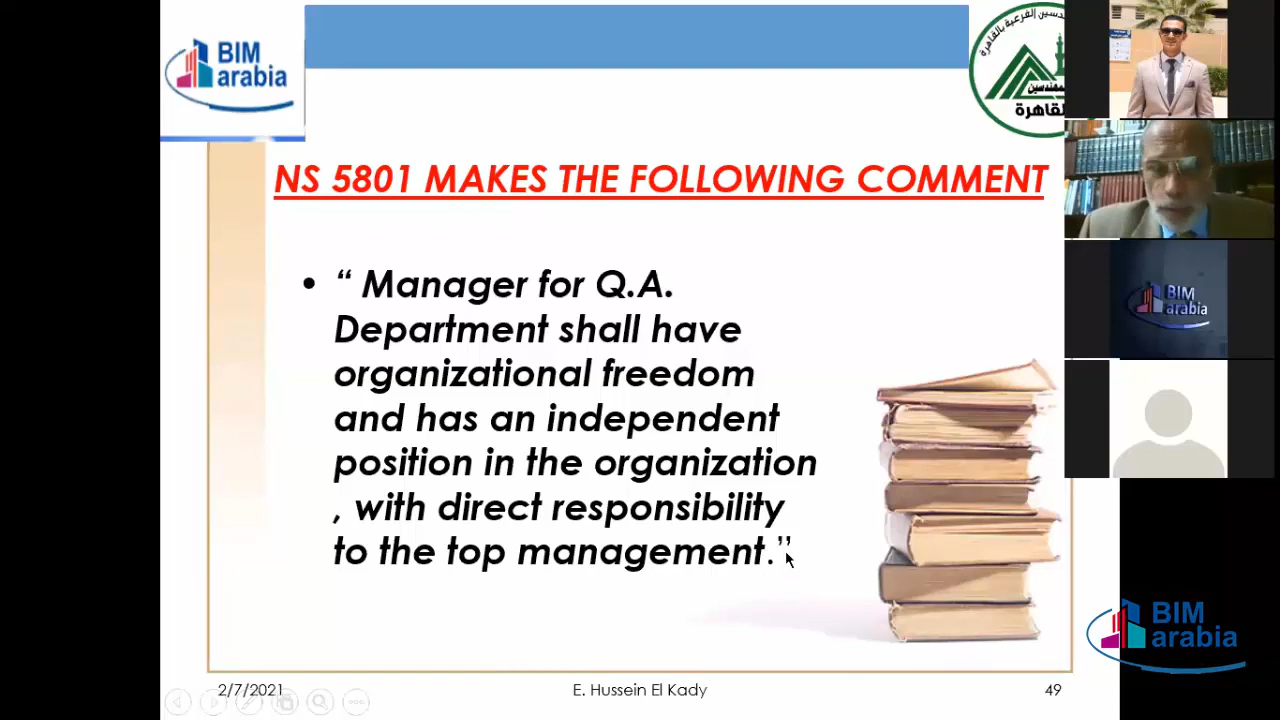 BIM
arabia
القاهرة
NS 5801 MAKES THE FOLLOWING COMMENT
• “ Manager for Q.A.
Department shall have
organizational freedom
and has an independent
position in the organization
, with direct responsibility
to the top management.”
BIM
arabia
BIM
arabia
2/7/2021
E. Hussein El Kady
49